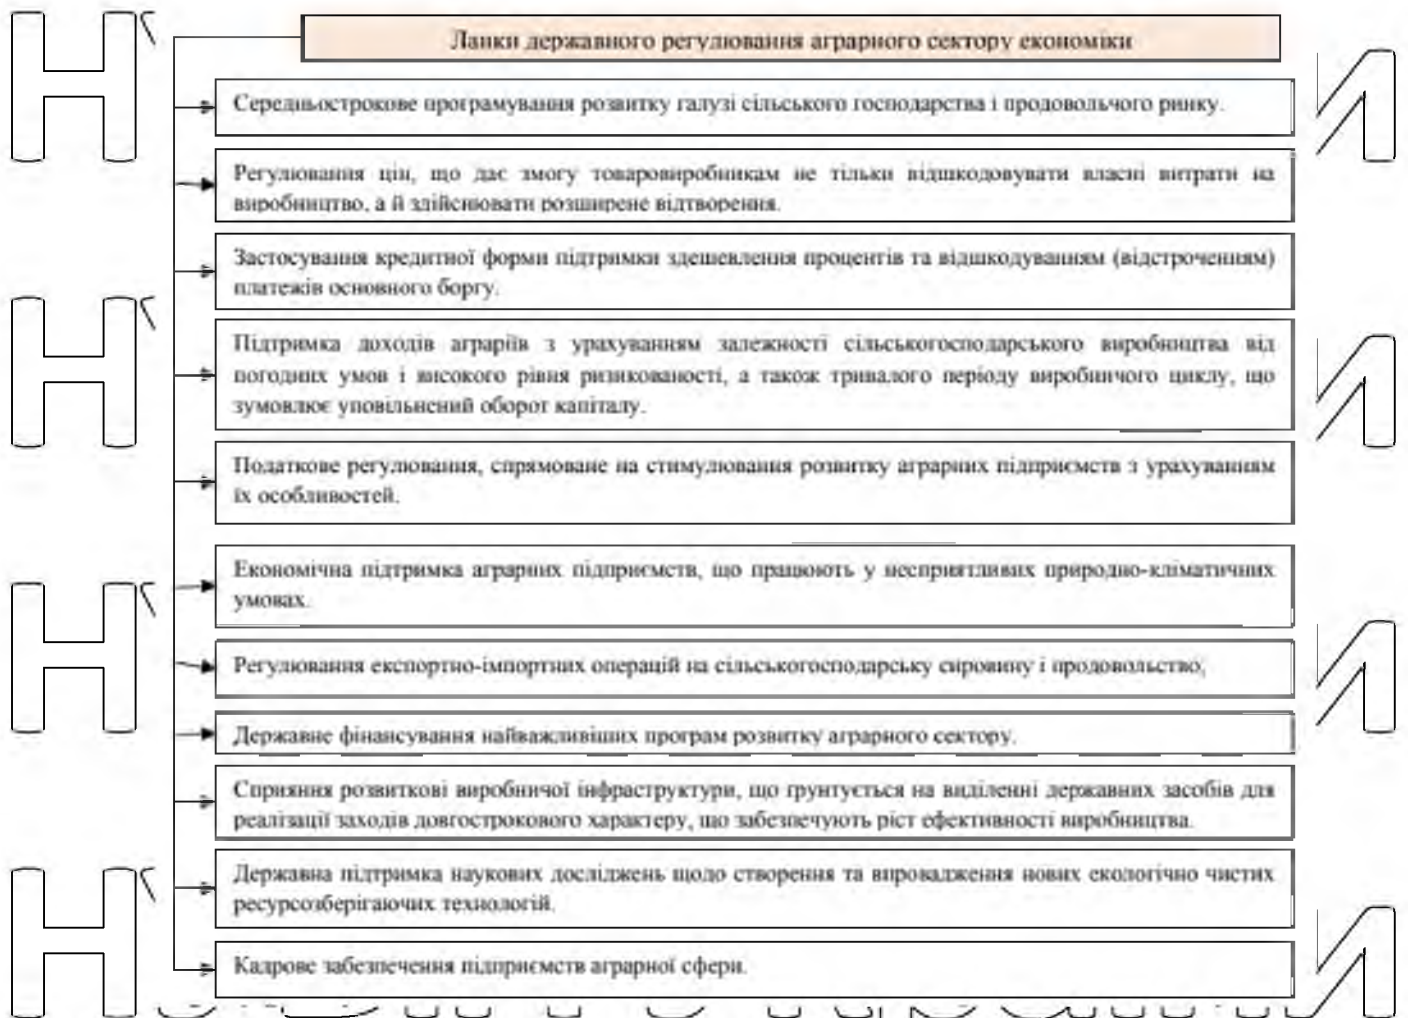 Ланки державного регулювання аграрного сектору економіки
Середньострокове програмування розвитку галузі сільського господарства і продовольчого ринку.
Регулювання цін, що дає змогу товаровиробникам не тільки відшкодовувати власні витрати на
виробництво, а й здійснювати розширене відтворення.
Застосування кредитної форми підтримки здешевлення процентів та відшкодуванням (відстроченням)
платежів основного боргу.
Підтримка доходів аграріїв з урахуванням залежності сільськогосподарського виробництва від
погодних умов і високого рівня ризикованості, а також тривалого періоду виробничого циклу, що
зумовлює уповільнений оборот капіталу.
Податкове регулювання, спрямоване на стимулювання розвитку аграрних підприємств з урахуванням
їх особливостей.
Економічна підтримка аграрних підприємств, що працюють у несприятливих природно-кліматичних
умовах.
Регулювання експортно-імпортних операцій на сільськогосподарську сировину і продовольство;
Державне фінансування найважливіших програм розвитку аграрного сектору.
Сприяння розвиткові виробничої інфраструктури, що ґрунтується на виділенні державних засобів для
реалізації заходів довгострокового характеру, що забезпечують ріст ефективності виробництва.
Державна підтримка наукових досліджень щодо створення та впровадження нових екологічно чистих
ресурсозберігаючих технологій.
Кадрове забезпечення підприємств аграрної сфери.